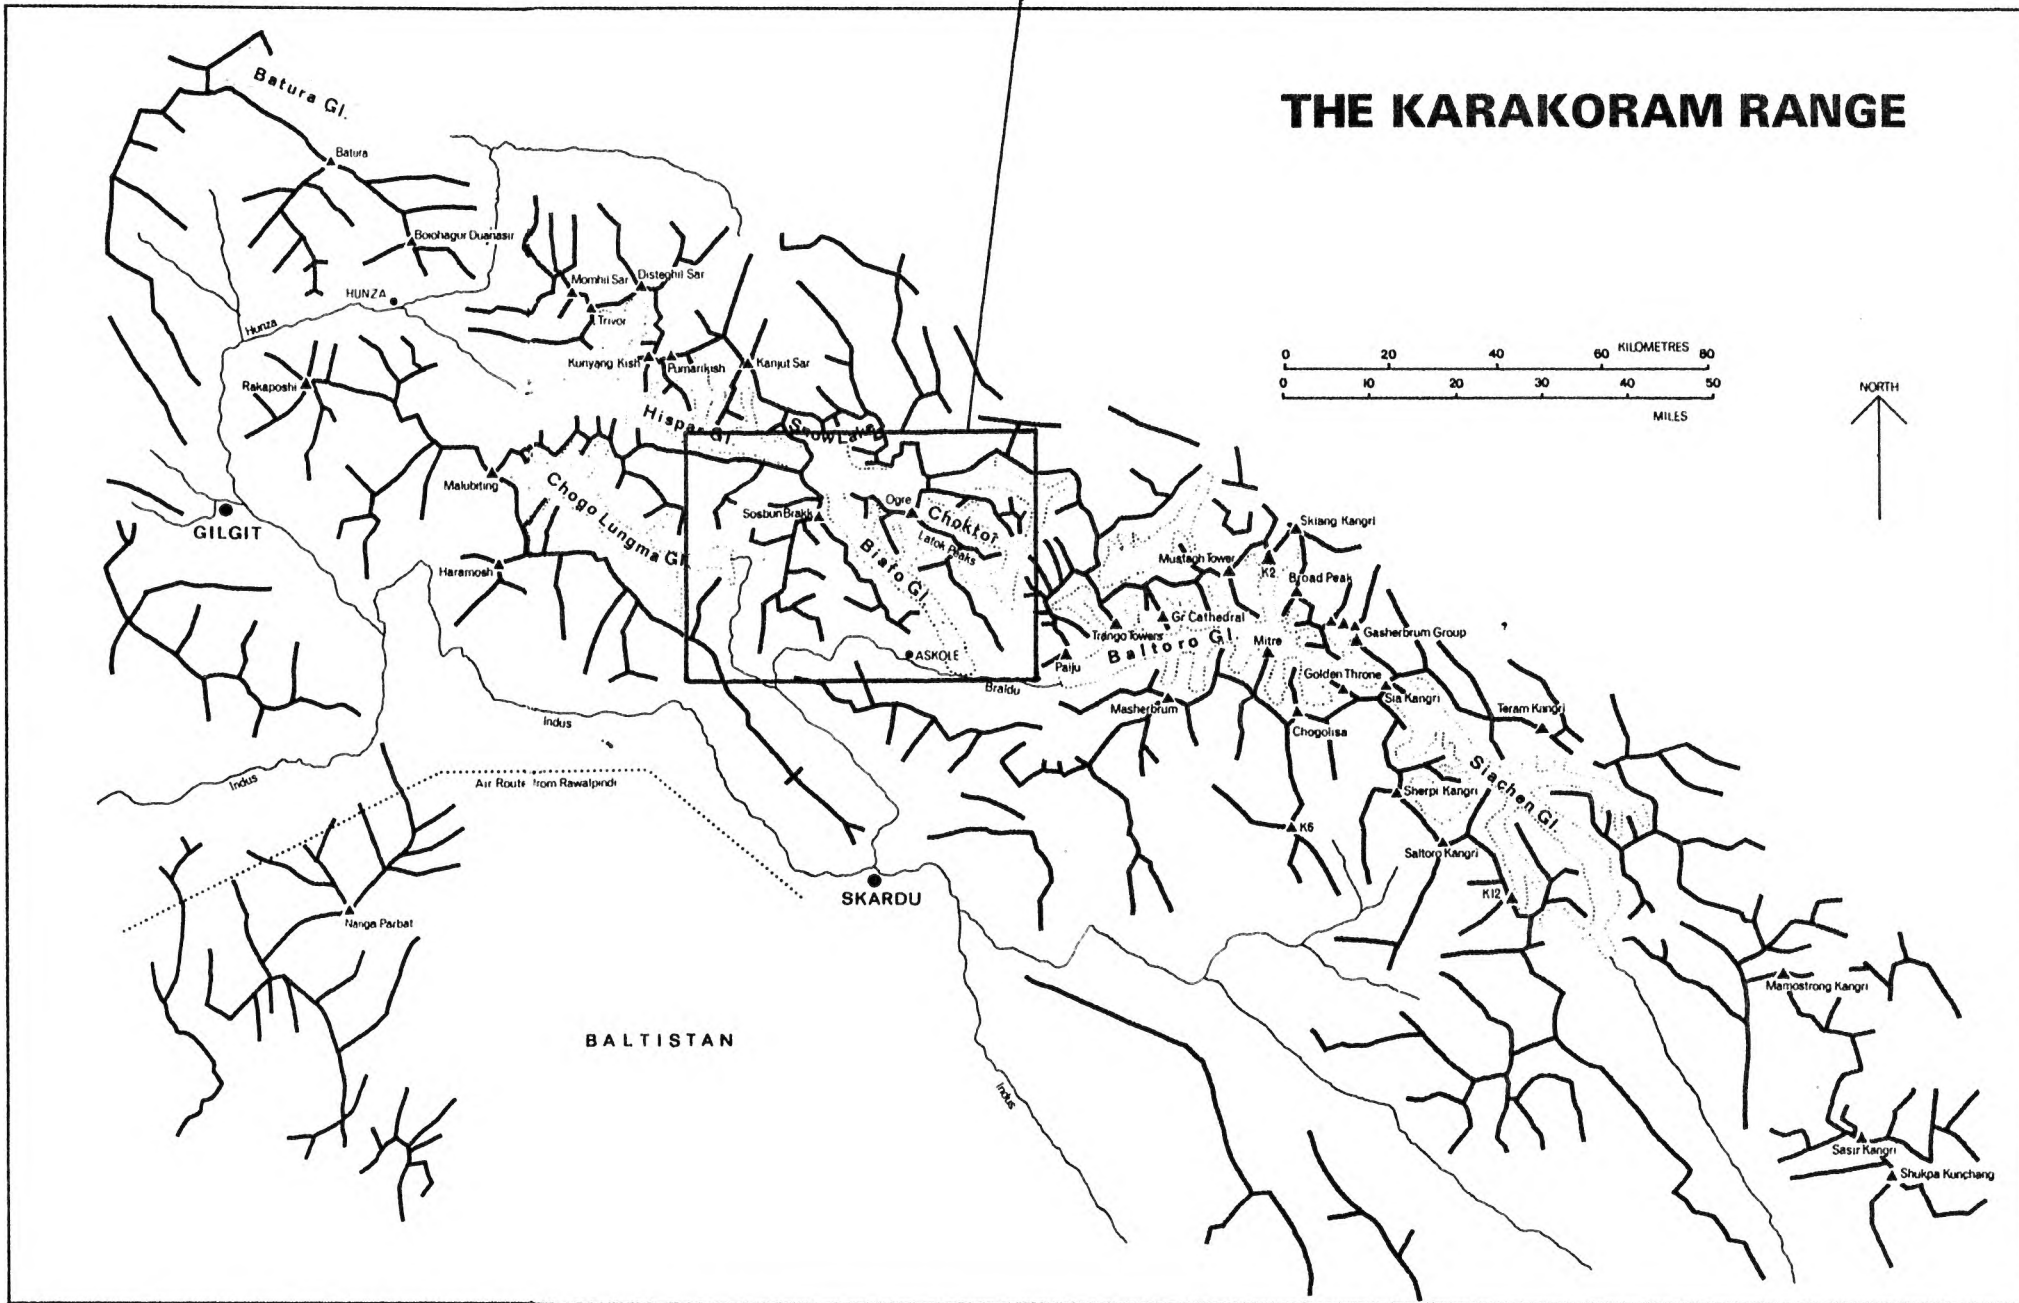 THE KARAKORAM RANGE
Batura Gl.
Batura
Borohagur Duanasir
HUNZA
Hunza
Momhil Sar
Disteghil Sar
Trivor
Kunyang Kish
Pumarikish
Kanjut Sar
Rakaposhi
0 20 40 60 KILOMETRES 80
0 10 20 30 40 50
MILES
NORTH
Hispar Gl.
Snow Lake
Malubiting
Chogo Lungma Gl.
GILGIT
Haramosh
Sosbun Brakk
Ogre
Choktoi
Latok Peaks
Biafo Gl.
ASKOLE
Braldu
Skiang Kangri
Mustagh Tower
K2
Broad Peak
Trango Towers
Gr Cathedral
Gasherbrum Group
Baltoro Gl.
Mitre
Paiju
Golden Throne
Sia Kangri
Masherbrum
Chogolisa
Teram Kangri
Siachen Gl.
Sherpi Kangri
K6
Saltoro Kangri
K12
Indus
Indus
Air Route from Rawalpindi
SKARDU
Nanga Parbat
Mamostrong Kangri
BALTISTAN
Indus
Sasir Kangri
Shukpa Kunchang